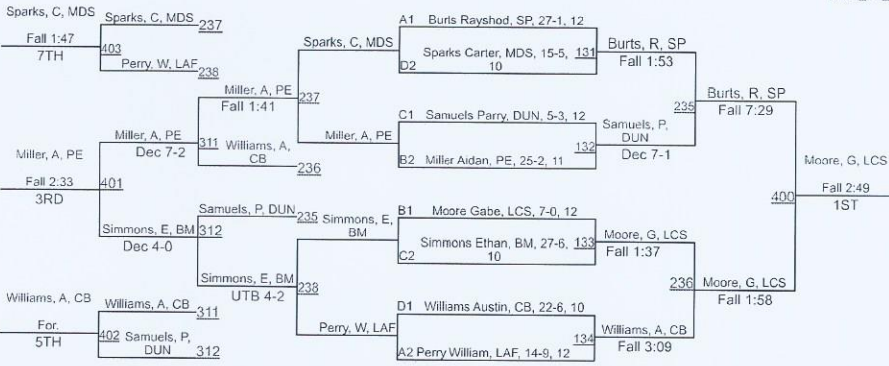 Sparks, C, MDS
Fall 1:47
7TH
Sparks, C, MDS
237
403
Perry, W, LAF
238
Miller, A, PE
Fall 2:33
3RD
401
Miller, A, PE
Dec 7-2
Simmons, E, BM
Dec 4-0
Williams, A, CB
For.
5TH
Williams, A, CB
311
402
Samuels, P,
DUN
312
Miller, A, PE
Fall 1:41
311
Williams, A,
CB
236
Samuels, P, DUN
235
312
Simmons, E, BM
UTB 4-2
Sparks, C, MDS
237
Miller, A, PE
Simmons, E,
BM
238
Perry, W, LAF
A1 Burls Rayshod, SP, 27-1, 12
Sparks Carter, MDS, 15-5,
10
D2
131
C1 Samuels Parry, DUN, 5-3, 12
132
B2 Miller Aidan, PE, 25-2, 11
B1 Moore Gabe, LCS, 7-0, 12
Simmons Ethan, BM, 27-6,
10
C2
133
D1 Williams Austin, CB, 22-6, 10
134
A2 Perry William, LAF, 14-9, 12
Burts, R, SP
Fall 1:53
235
Samuels, P,
DUN
Dec 7-1
Moore, G, LCS
Fall 1:37
236
Williams, A, CB
Fall 3:09
Burts, R, SP
Fall 7:29
400
Moore, G, LCS
Fall 1:58
Moore, G, LCS
Fall 2:49
1ST